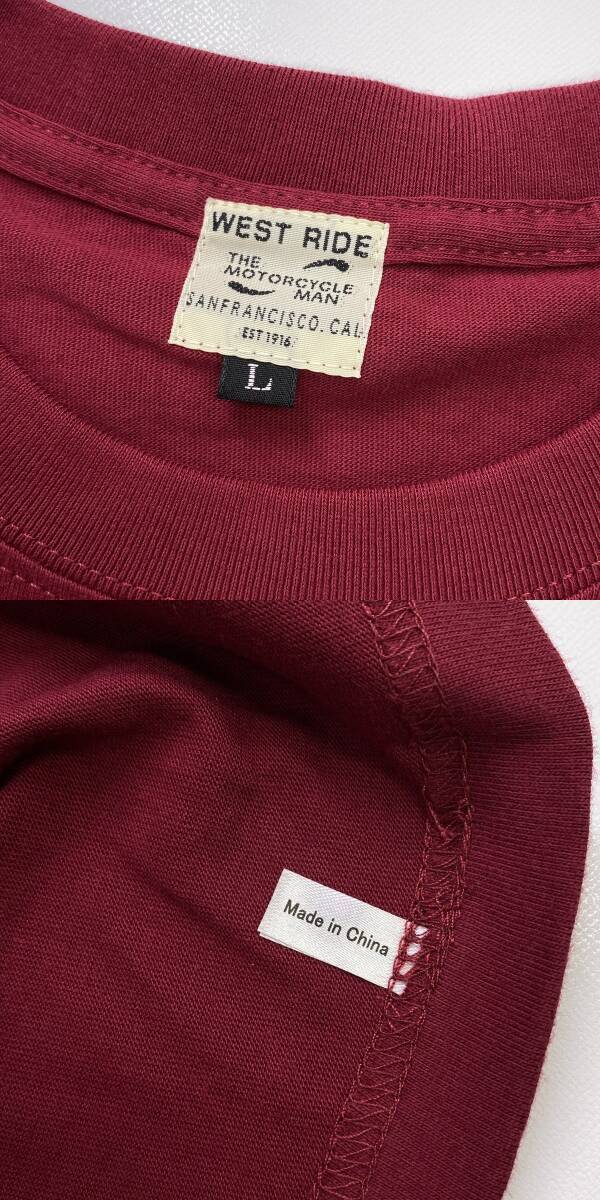 WEST RIDE
THE
MOTORCYCLE
MAN
SANFRANCISCO.CAL
EST 1916
L
Made in China